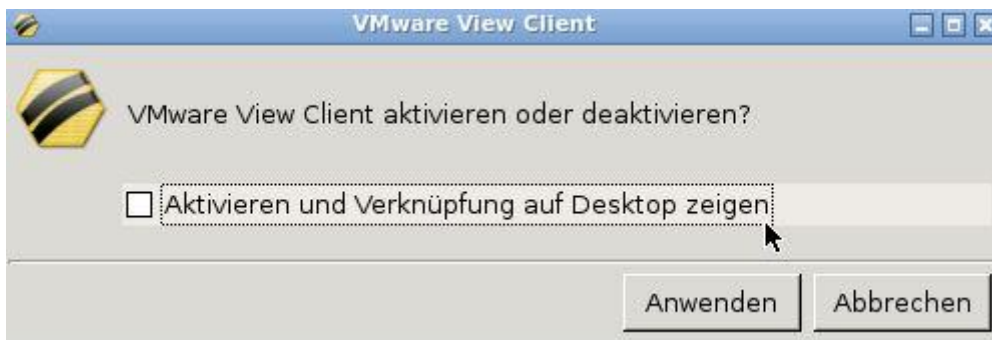 VMware View Client
VMware View Client aktivieren oder deaktivieren?
Aktivieren und Verknüpfung auf Desktop zeigen
Anwenden Abbrechen